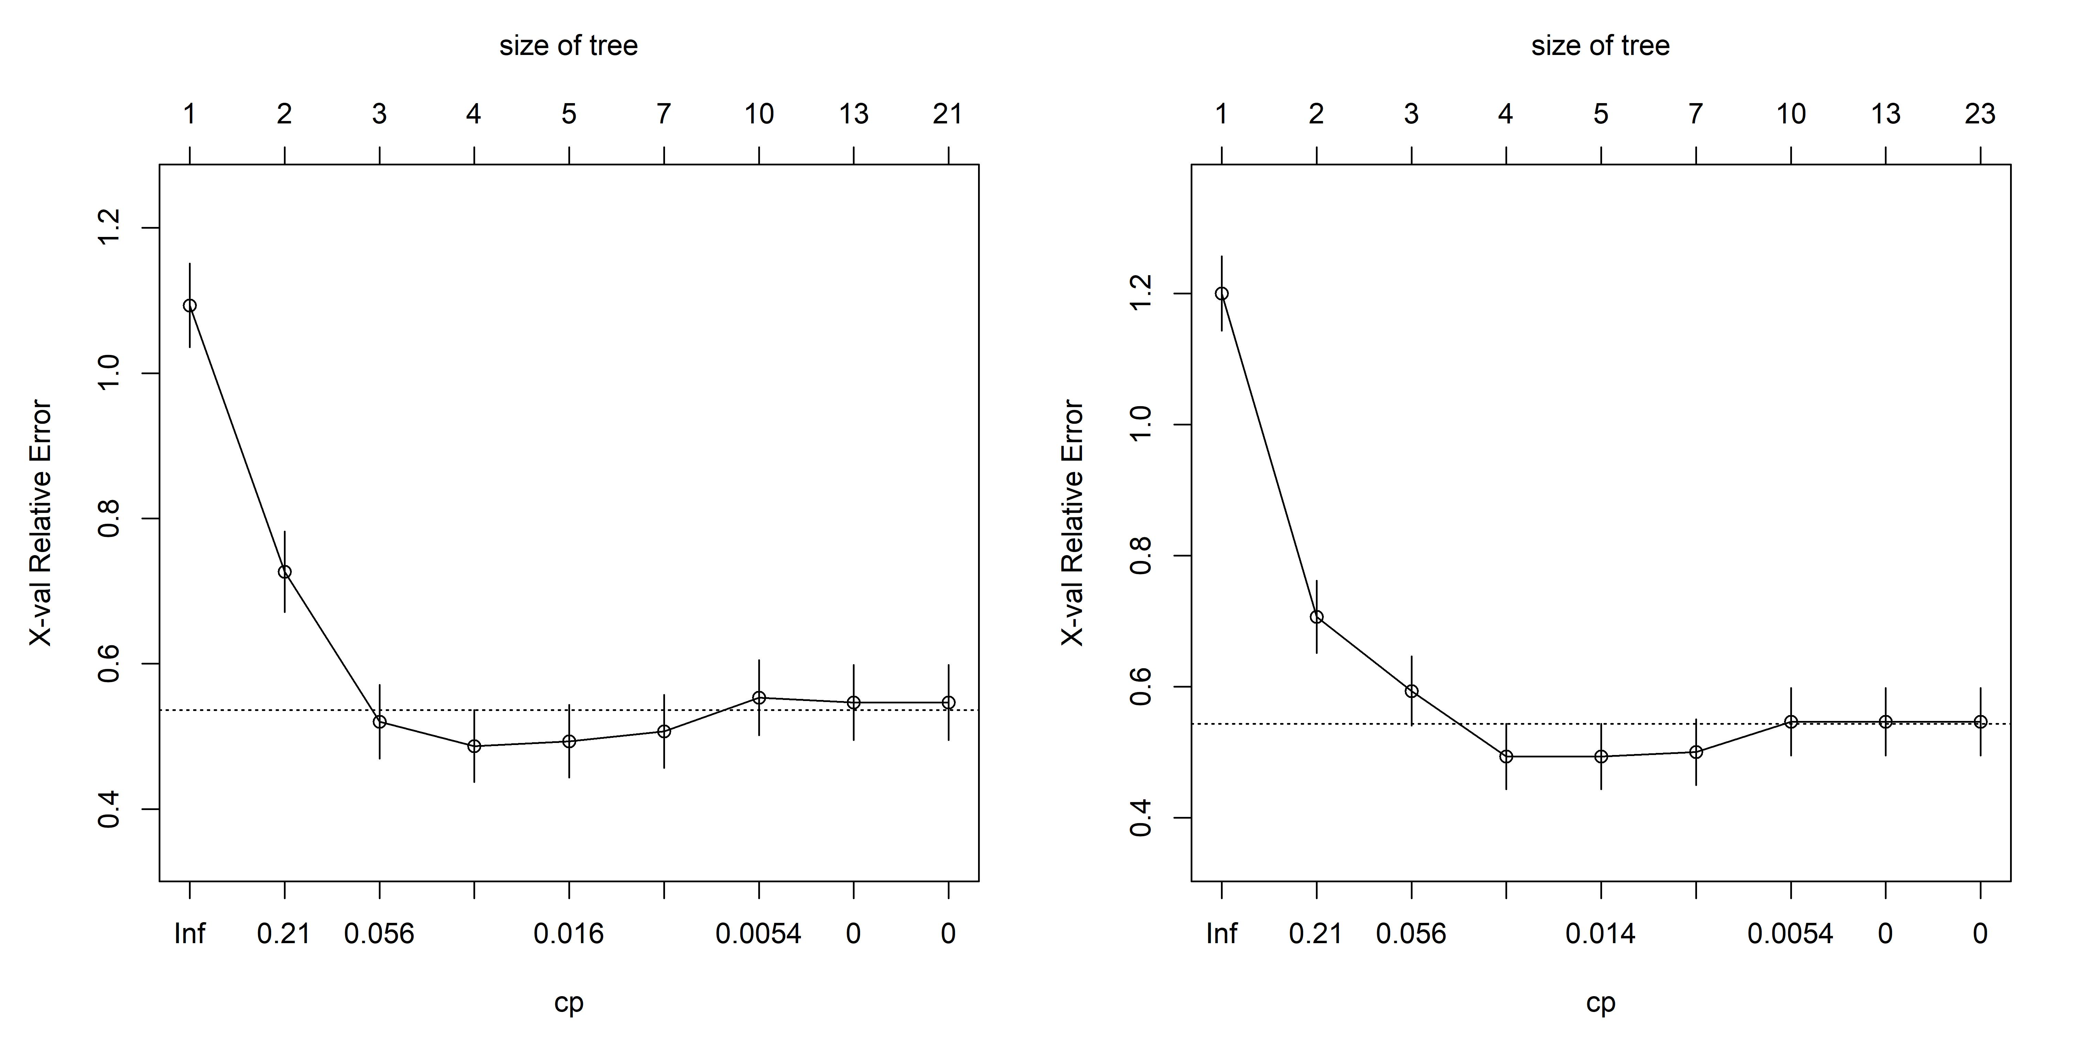 size of tree
1 2 3 4 5 7 10 13 21
X-val Relative Error
1.2
1.0
0.8
0.6
0.4
Inf 0.21 0.056 0.016 0.0054 0 0
cp
size of tree
1 2 3 4 5 7 10 13 23
X-val Relative Error
1.2
1.0
0.8
0.6
0.4
Inf 0.21 0.056 0.014 0.0054 0 0
cp